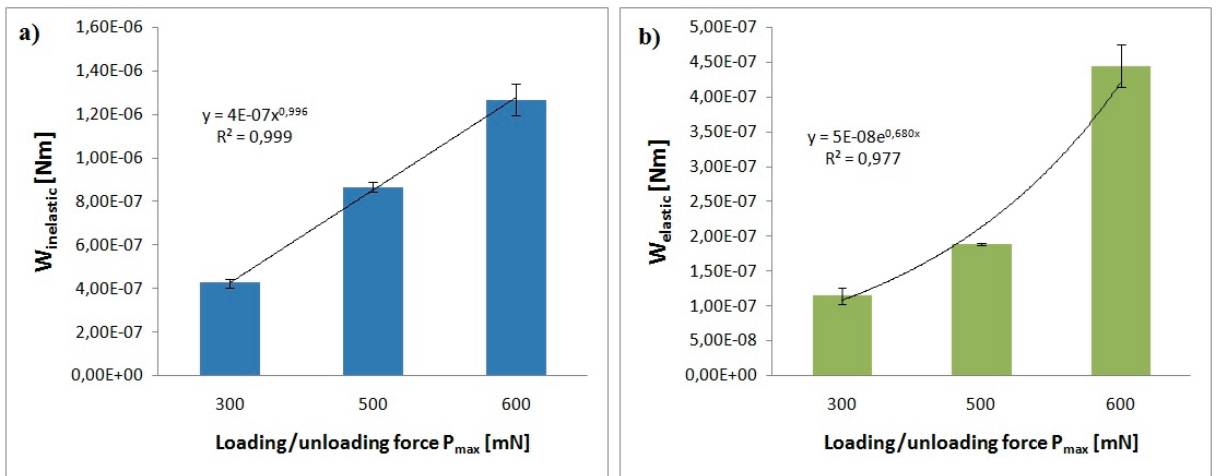 a)
1,60E-06
1,40E-06
1,20E-06
1,00E-06
8,00E-07
6,00E-07
4,00E-07
2,00E-07
0,00E+00
W_inelastic [Nm]
y = 4E-07x^0,996
R² = 0,999
300 500 600
Loading/unloading force P_max [mN]
b)
5,00E-07
4,50E-07
4,00E-07
3,50E-07
3,00E-07
2,50E-07
2,00E-07
1,50E-07
1,00E-07
5,00E-08
0,00E+00
W_elastic [Nm]
y = 5E-08e^0,680x
R² = 0,977
300 500 600
Loading/unloading force P_max [mN]